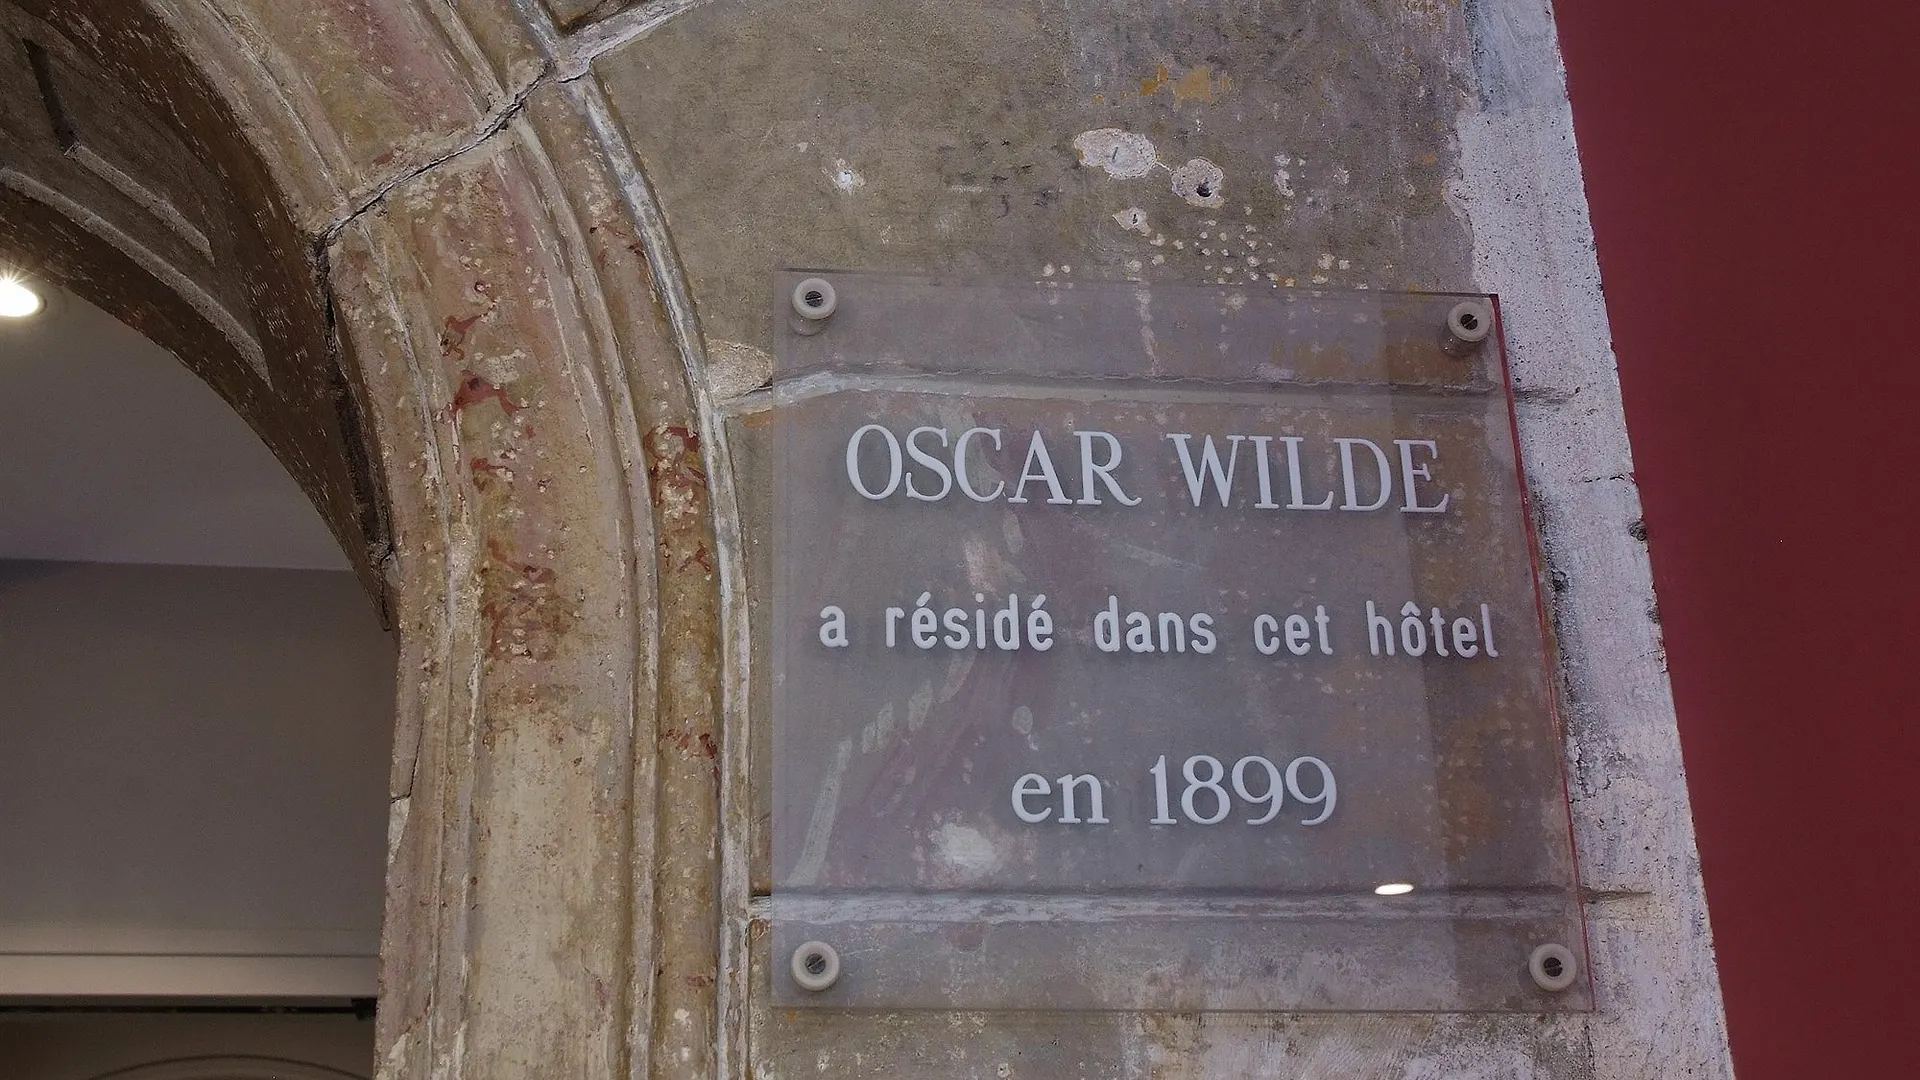 OSCAR WILDE
a résidé dans cet hôtel
en 1899